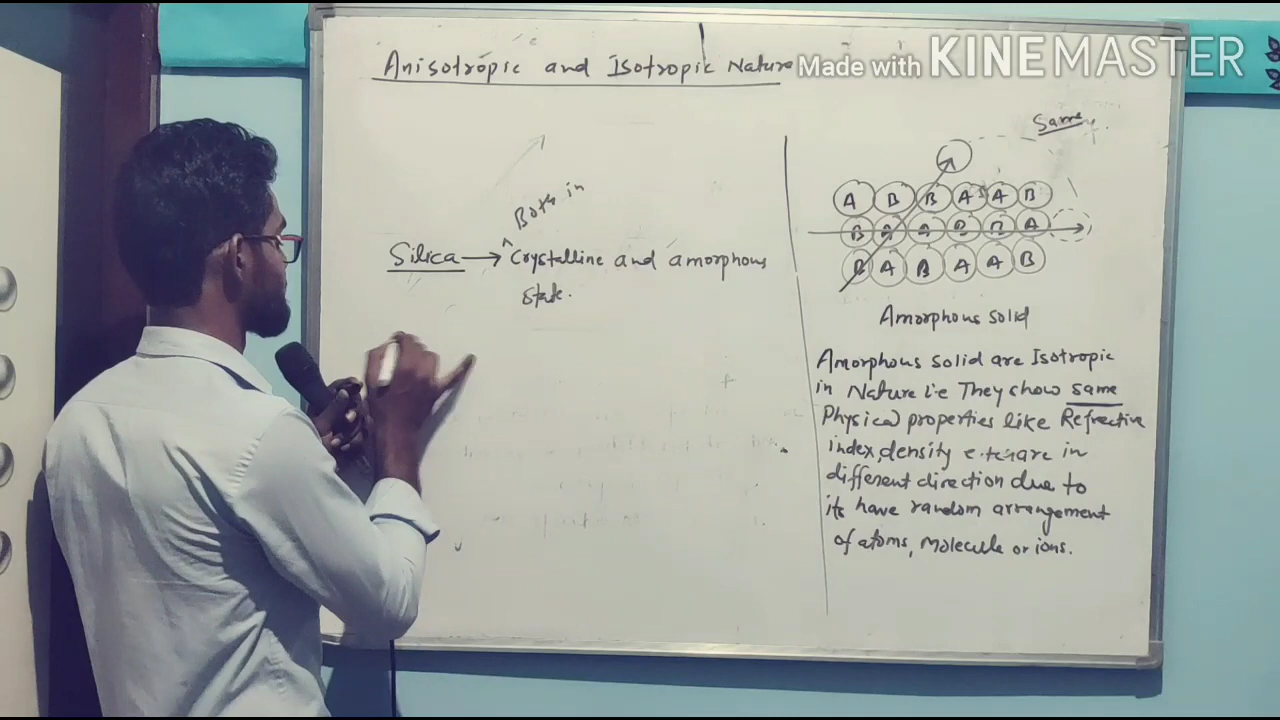 Anisotropic and Isotropic Nature
Made with KINEMASTER
Both in
Silica → Crystalline and amorphous
State.
Same
A B B A A B
B A A B B A
B A B A A B
Amorphous solid
Amorphous solid are Isotropic
in Nature i.e They show same
Physical properties like Refractive
index, density are in
different direction due to
its have random arrangement
of atoms, Molecule or ions.